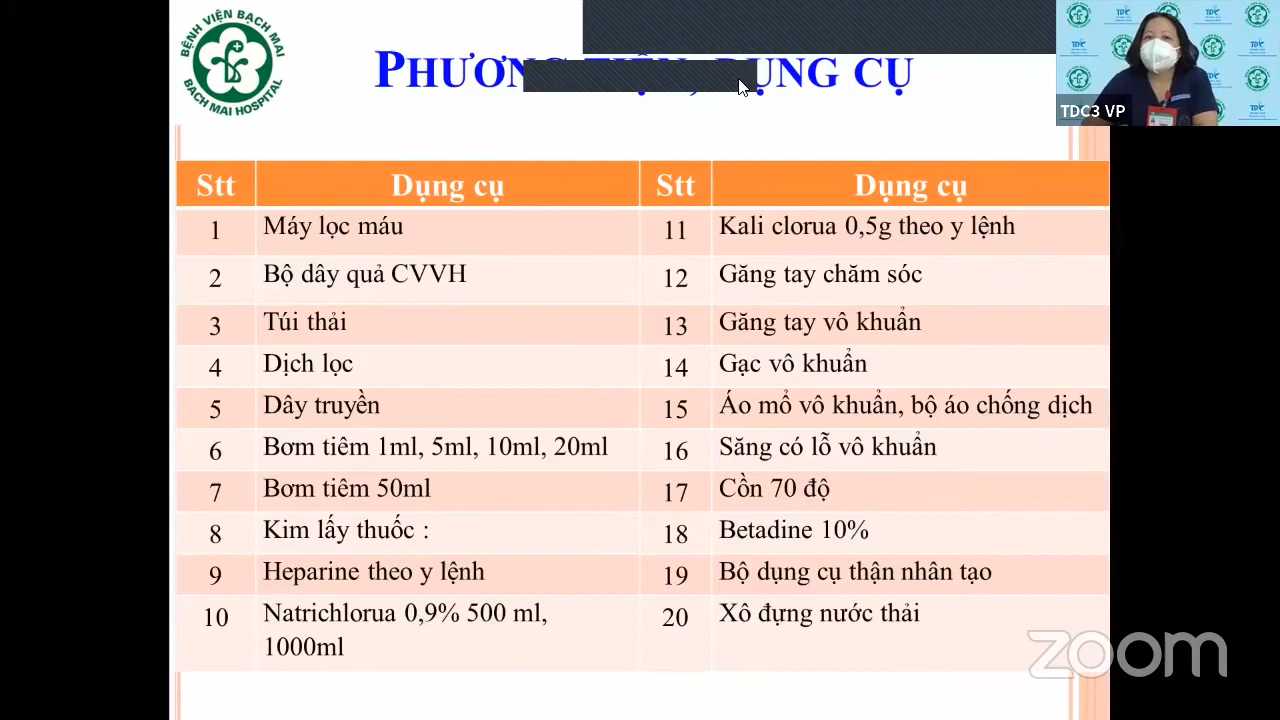 BỆNH VIỆN BẠCH MAI
BACH MAI HOSPITAL
DỤNG CỤ
TDC3 VP
Stt Dụng cụ Stt Dụng cụ
1 Máy lọc máu 11 Kali clorua 0,5g theo y lệnh
2 Bộ dây quả CVVH 12 Găng tay chăm sóc
3 Túi thải 13 Găng tay vô khuẩn
4 Dịch lọc 14 Gạc vô khuẩn
5 Dây truyền 15 Áo mổ vô khuẩn, bộ áo chống dịch
6 Bơm tiêm 1ml, 5ml, 10ml, 20ml 16 Săng có lỗ vô khuẩn
7 Bơm tiêm 50ml 17 Cồn 70 độ
8 Kim lấy thuốc : 18 Betadine 10%
9 Heparine theo y lệnh 19 Bộ dụng cụ thận nhân tạo
10 Natrichlorua 0,9% 500 ml, 20 Xô đựng nước thải
1000ml
zoom